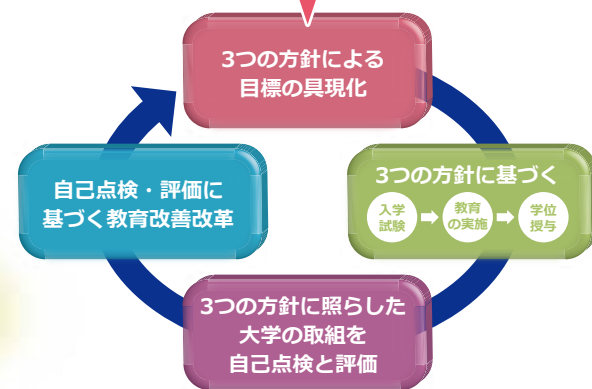 3つの方針による
目標の具現化
3つの方針に基づく
入学
試験
教育
の実施
学位
授与
3つの方針に照らした
大学の取組を
自己点検と評価
自己点検・評価に
基づく教育改善改革